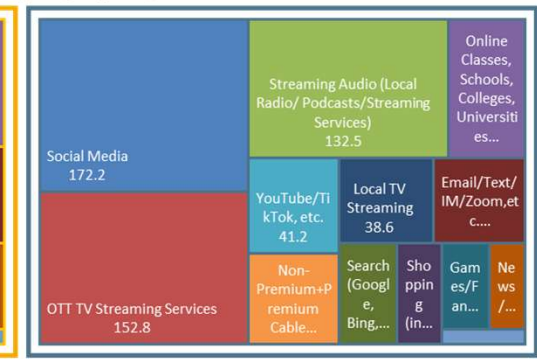 Social Media
172.2
OTT TV Streaming Services
152.8
Streaming Audio (Local
Radio/ Podcasts/Streaming
Services)
132.5
Online
Classes,
Schools,
Colleges,
Universiti
es...
YouTube/Ti
kTok, etc.
41.2
Local TV
Streaming
38.6
Email/Text/
IM/Zoom,et
c....
Non-
Premium+P
remium
Cable...
Search
(Googl
e,
Bing,...
Sho
ppin
g
(in...
Gam
es/F
an...
Ne
ws
/...